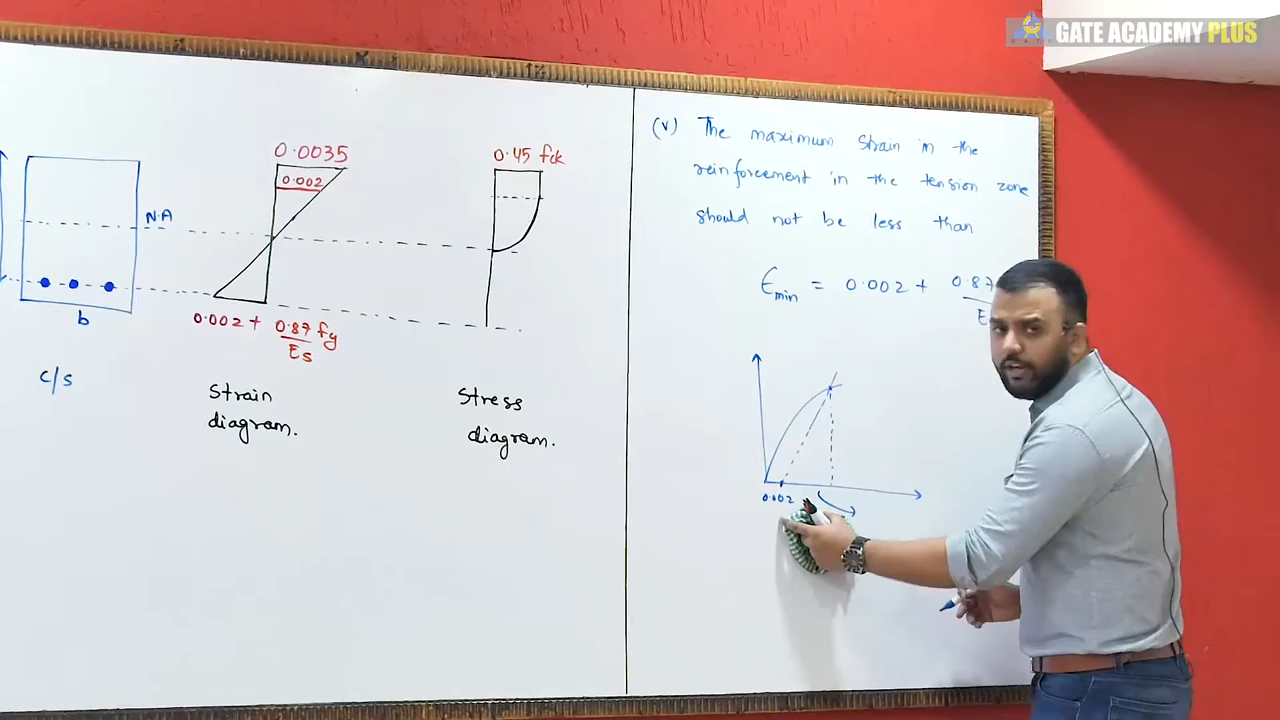 GATE ACADEMY PLUS
N.A
b
c/s
0.0035
0.002
0.002 + 0.87 fy
Es
Strain
diagram.
0.45 fck
Stress
diagram.
(v) The maximum strain in the
reinforcement in the tension zone
should not be less than
Єmin = 0.002 + 0.87
E
0.002